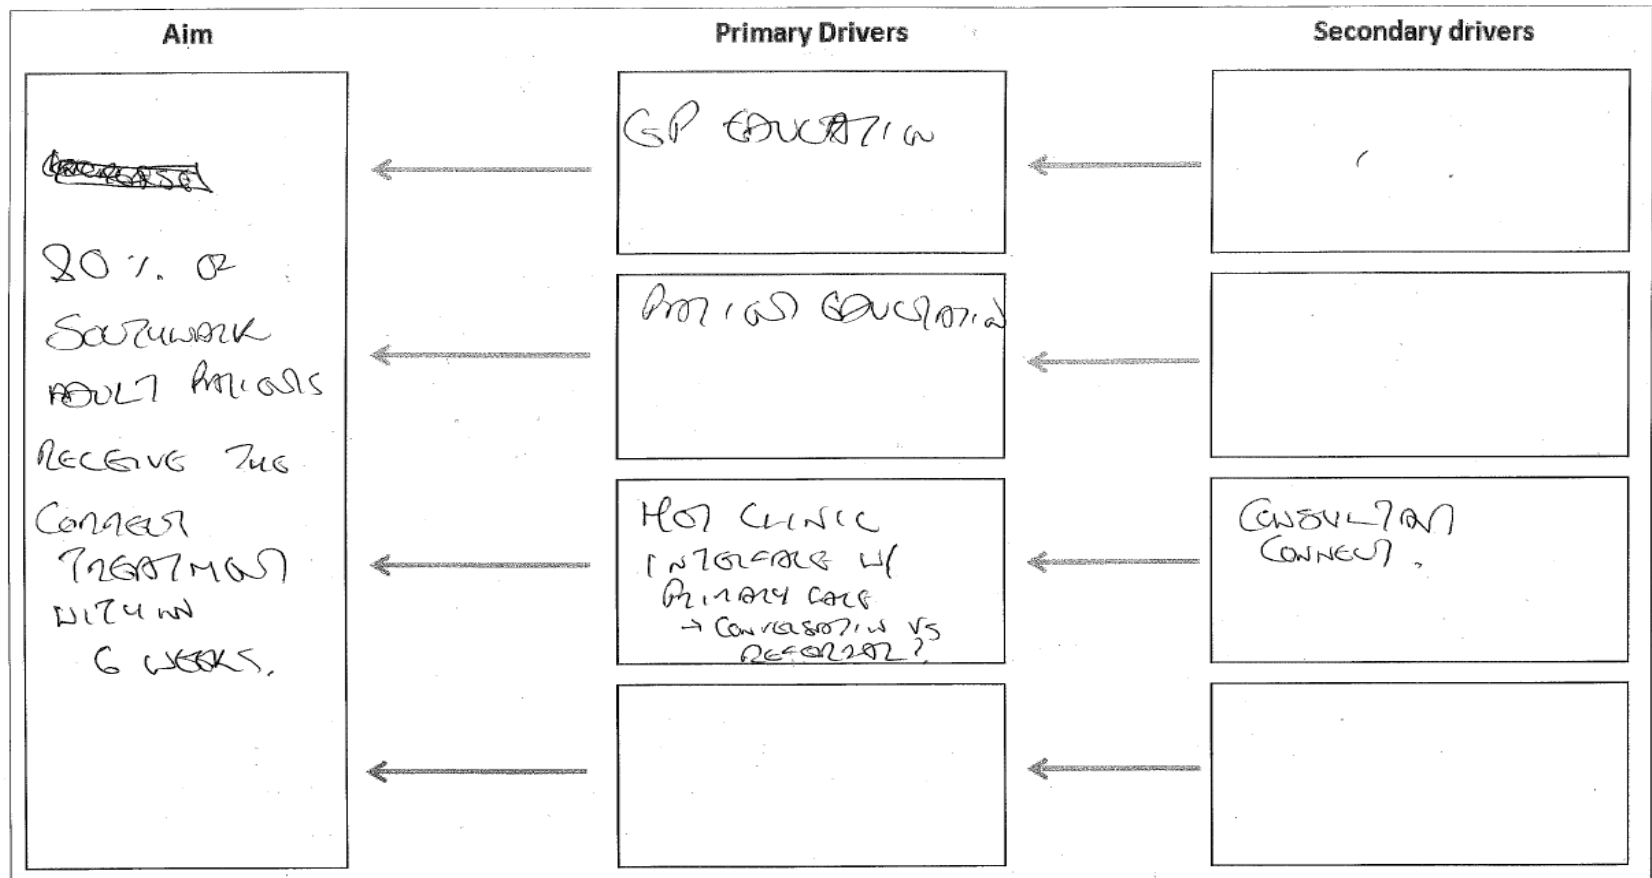 Aim
Primary Drivers
Secondary drivers
80%. OF
SOUTHWARK
ADULT PATIENTS
RECEIVE THE
CORRECT
TREATMENT
WITHIN
6 WEEKS.
GP EDUCATION
PATIENT EDUCATION
HOT CLINIC
INTERFACE W/
PRIMARY CARE
→ CONVERSATION VS
REFERRAL?
CONSULTANT
CONNECT.